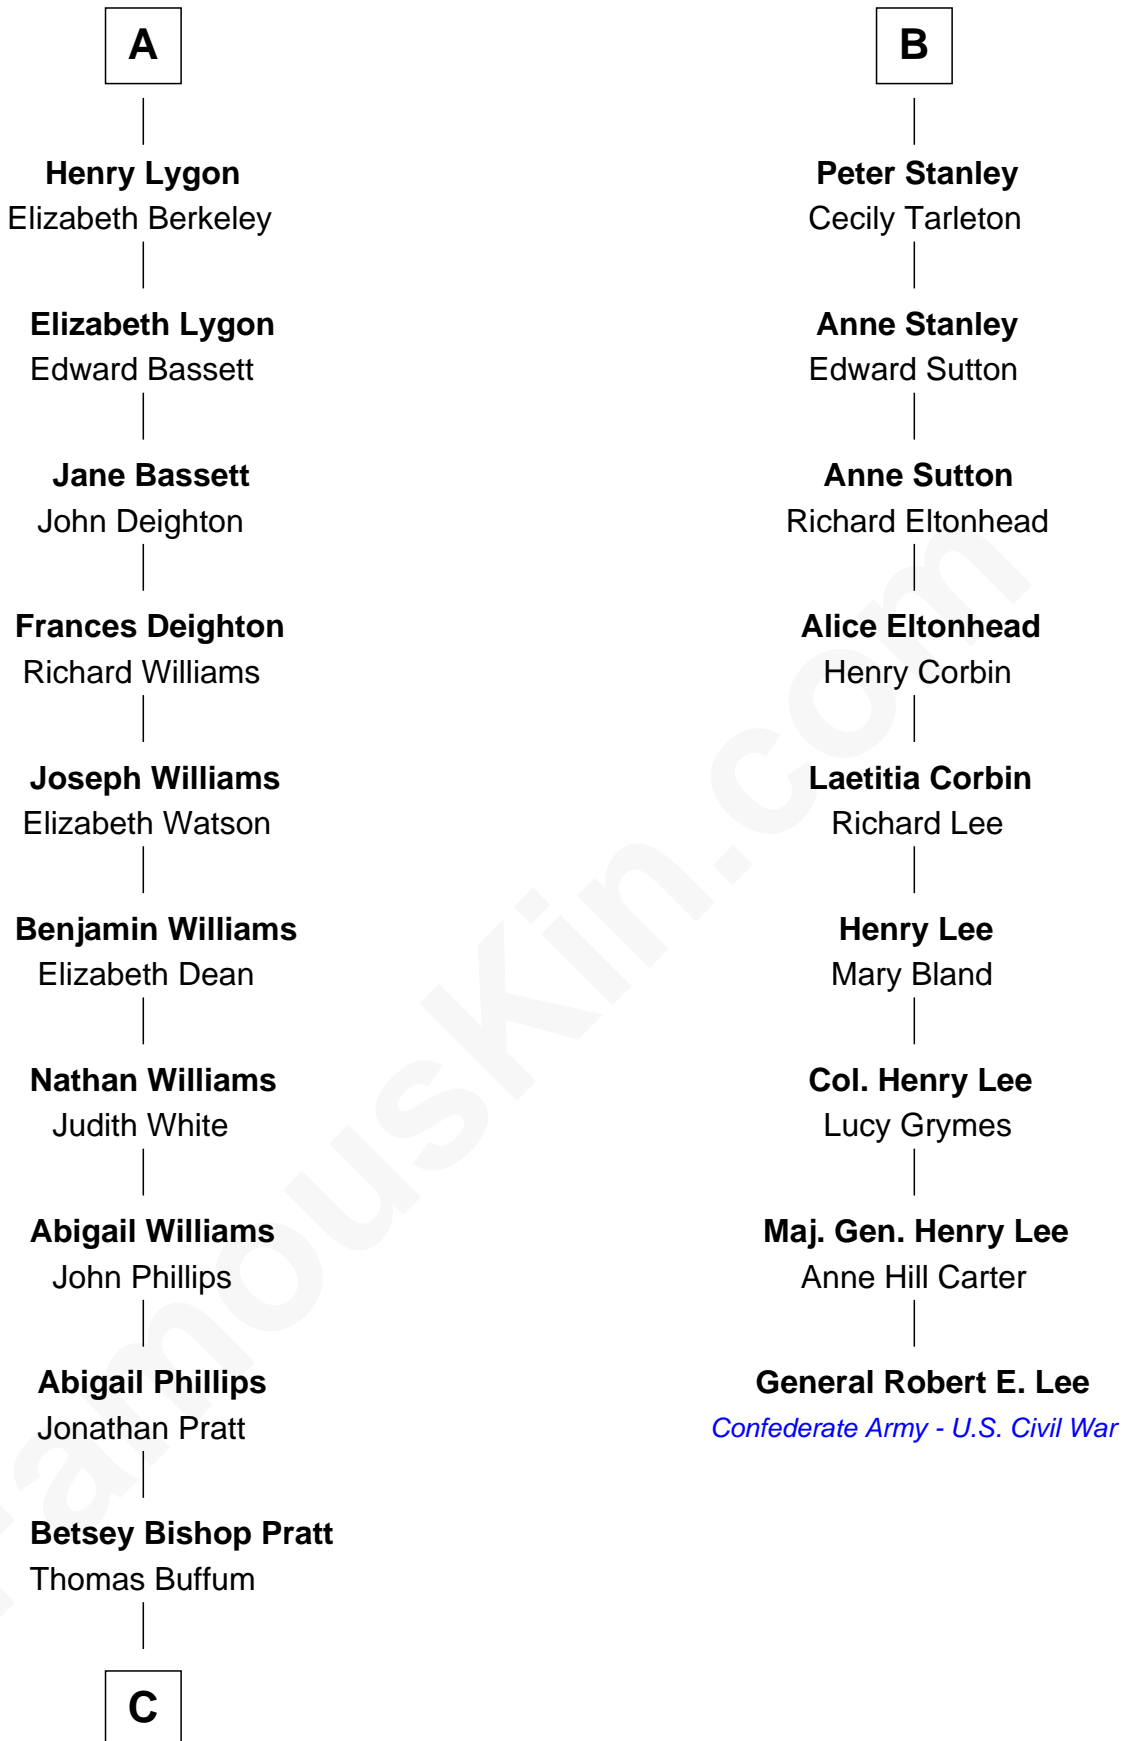 A
Henry Lygon
Elizabeth Berkeley
Elizabeth Lygon
Edward Bassett
Jane Bassett
John Deighton
Frances Deighton
Richard Williams
Joseph Williams
Elizabeth Watson
Benjamin Williams
Elizabeth Dean
Nathan Williams
Judith White
Abigail Williams
John Phillips
Abigail Phillips
Jonathan Pratt
Betsey Bishop Pratt
Thomas Buffum
C
B
Peter Stanley
Cecily Tarleton
Anne Stanley
Edward Sutton
Anne Sutton
Richard Eltonhead
Alice Eltonhead
Henry Corbin
Laetitia Corbin
Richard Lee
Henry Lee
Mary Bland
Col. Henry Lee
Lucy Grymes
Maj. Gen. Henry Lee
Anne Hill Carter
General Robert E. Lee
Confederate Army - U.S. Civil War
FamousKin.com